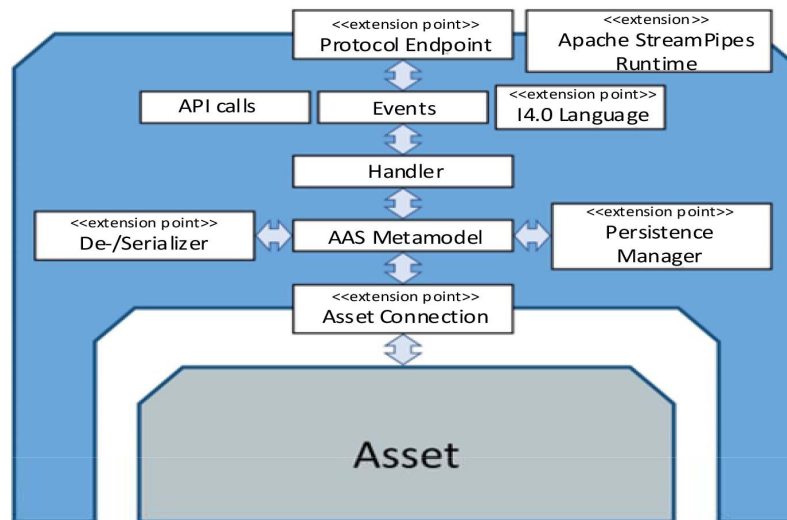 <<extension point>>
Protocol Endpoint
<<extension>>
Apache StreamPipes
Runtime
API calls
Events
<<extension point>>
I4.0 Language
Handler
<<extension point>>
De-/Serializer
AAS Metamodel
<<extension point>>
Persistence
Manager
<<extension point>>
Asset Connection
Asset